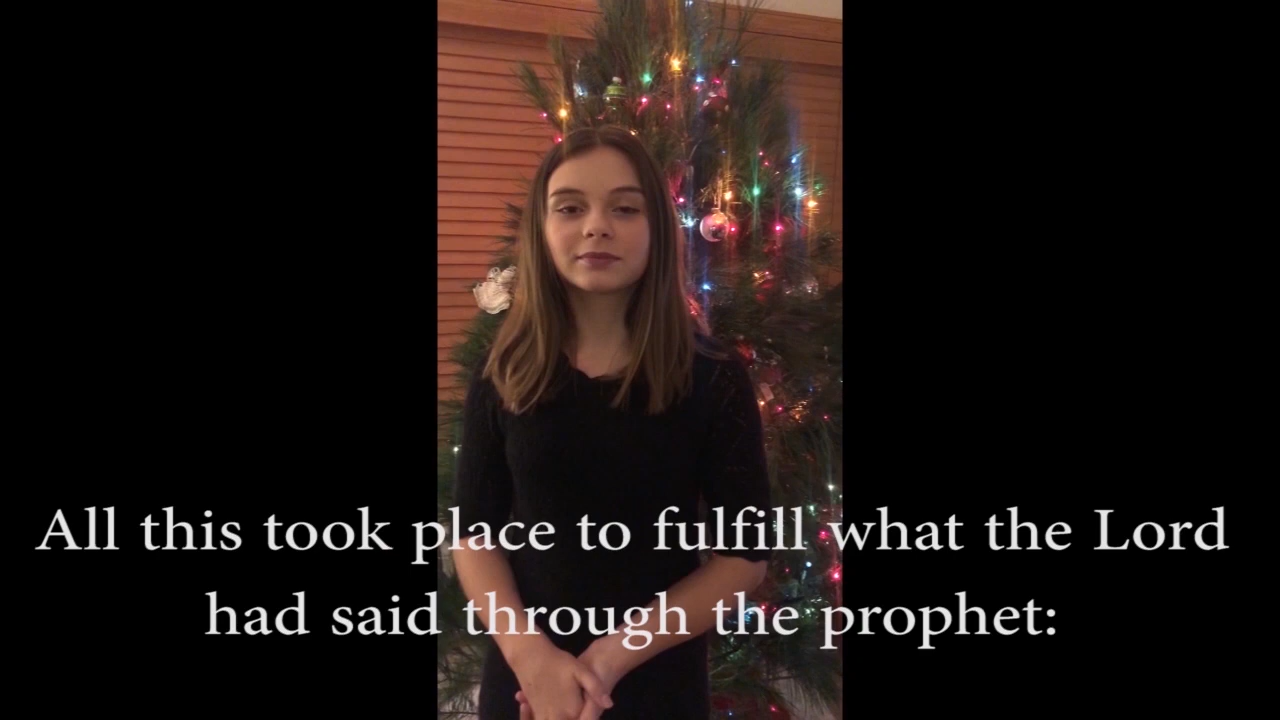 All this took place to fulfill what the Lord
had said through the prophet: